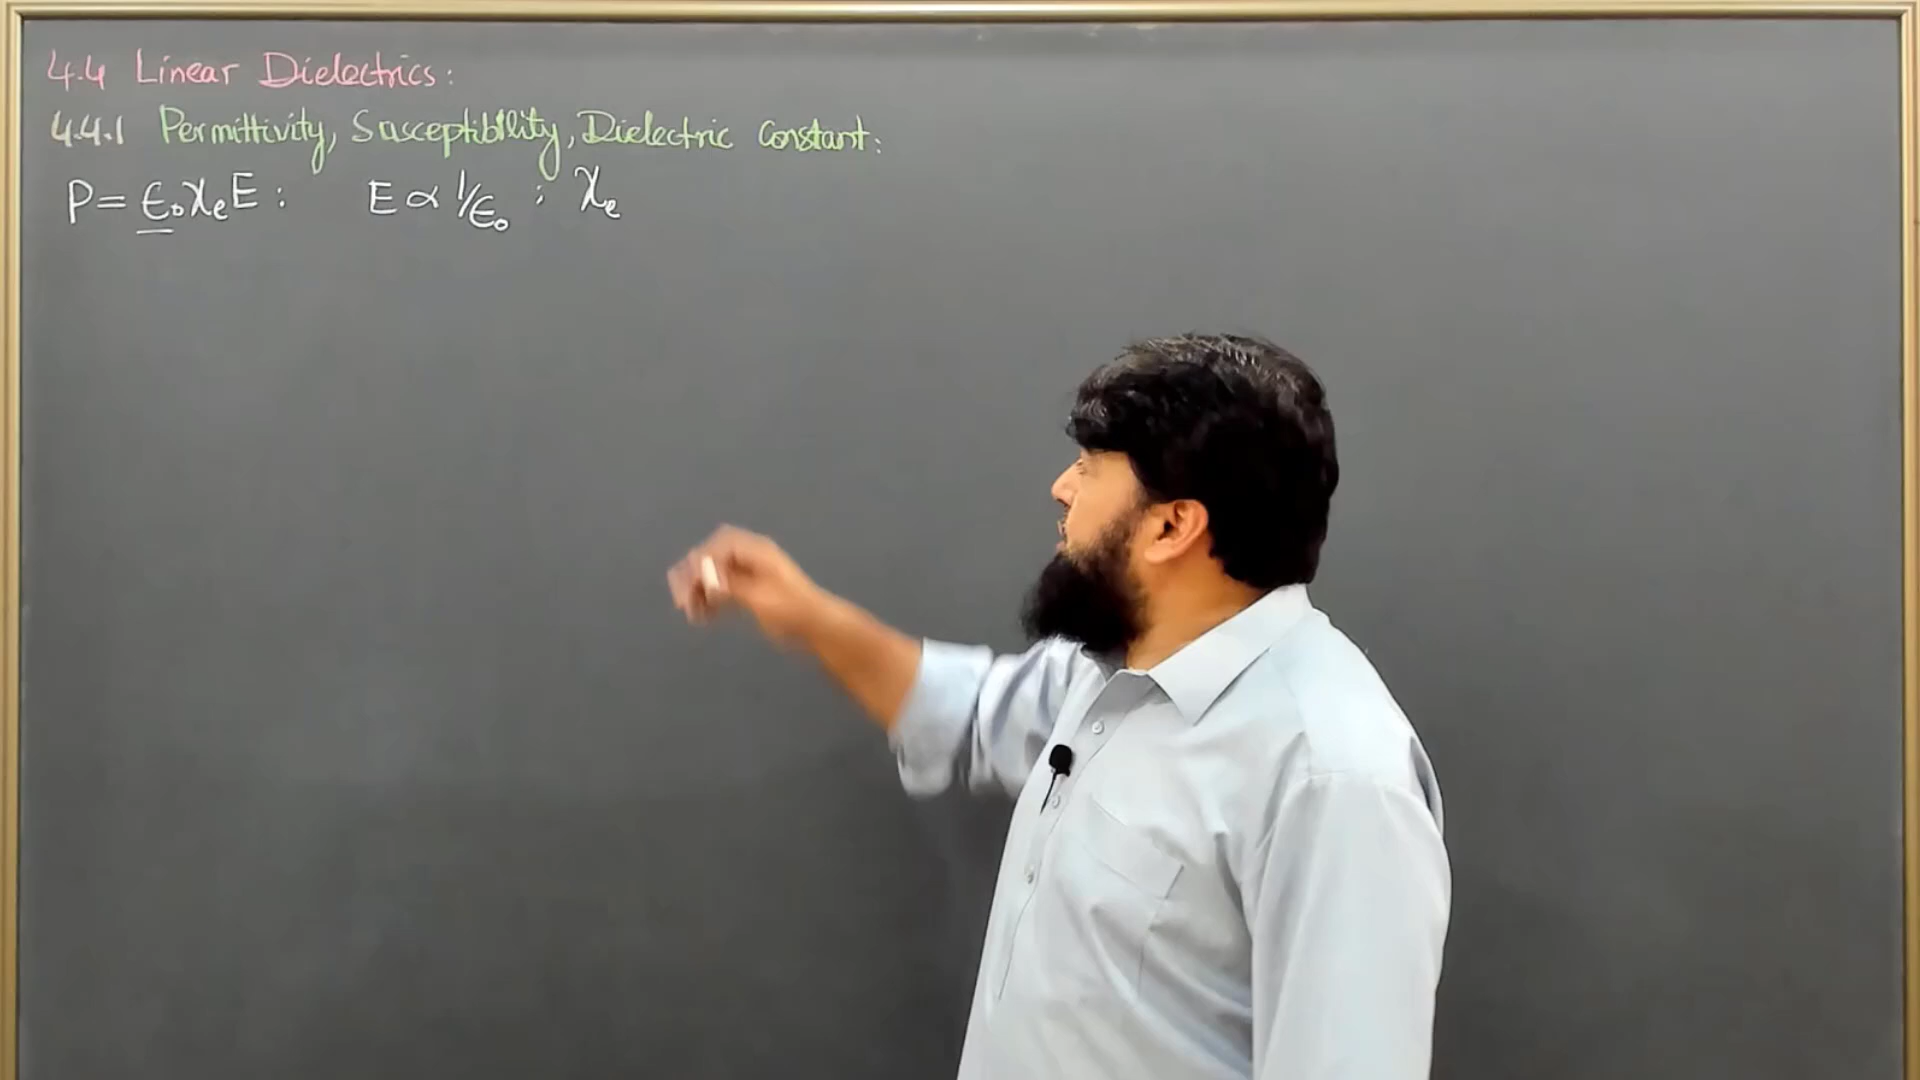 4.4 Linear Dielectrics:
4.4.1 Permittivity, Susceptibility, Dielectric Constant:
P = ϵ₀χₑE : E ∝ 1/ϵ₀ ; χₑ